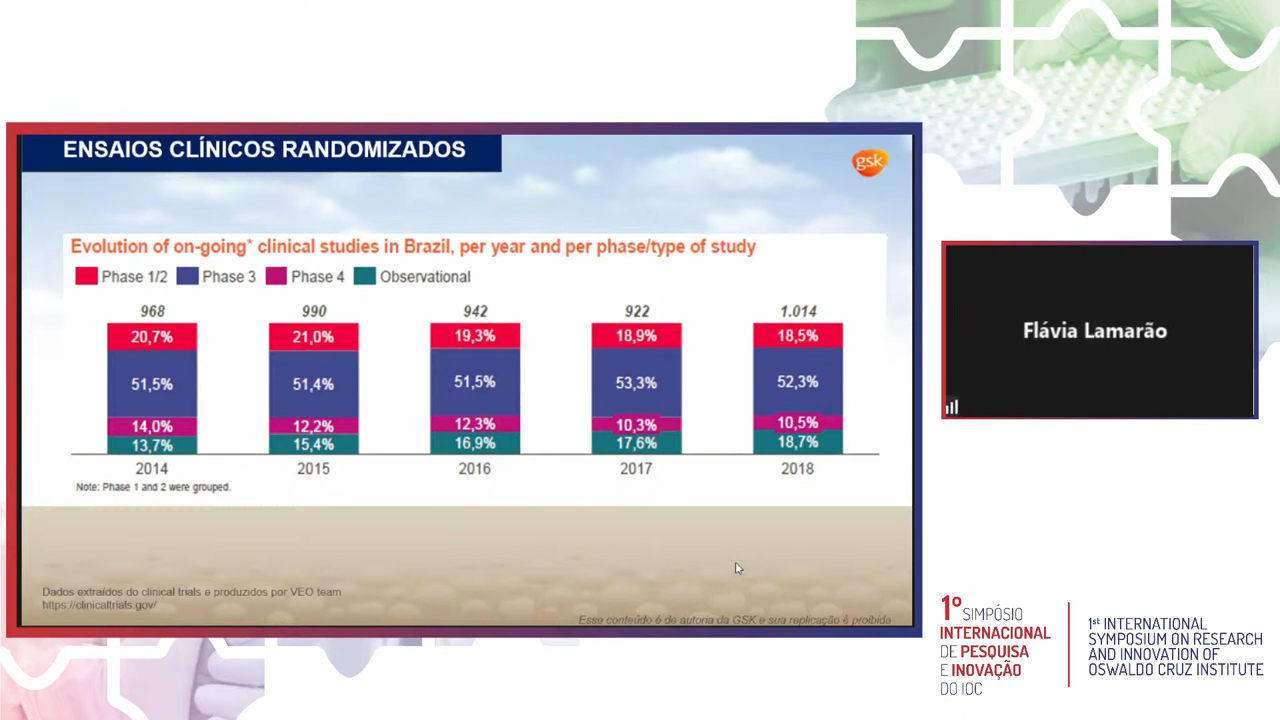 ENSAIOS CLÍNICOS RANDOMIZADOS
gsk
Evolution of on-going* clinical studies in Brazil, per year and per phase/type of study
Phase 1/2 Phase 3 Phase 4 Observational
968 990 942 922 1.014
20,7% 21,0% 19,3% 18,9% 18,5%
51,5% 51,4% 51,5% 53,3% 52,3%
14,0% 12,2% 12,3% 10,3% 10,5%
13,7% 15,4% 16,9% 17,6% 18,7%
2014 2015 2016 2017 2018
Note: Phase 1 and 2 were grouped.
Dados extraídos do clinical trials e produzidos por VEO team
https://clinicaltrials.gov/
Esse conteúdo é de autoria da GSK e sua replicação é proibida
Flávia Lamarão
1º SIMPÓSIO
INTERNACIONAL
DE PESQUISA
E INOVAÇÃO
DO IOC
1st INTERNATIONAL
SYMPOSIUM ON RESEARCH
AND INNOVATION OF
OSWALDO CRUZ INSTITUTE